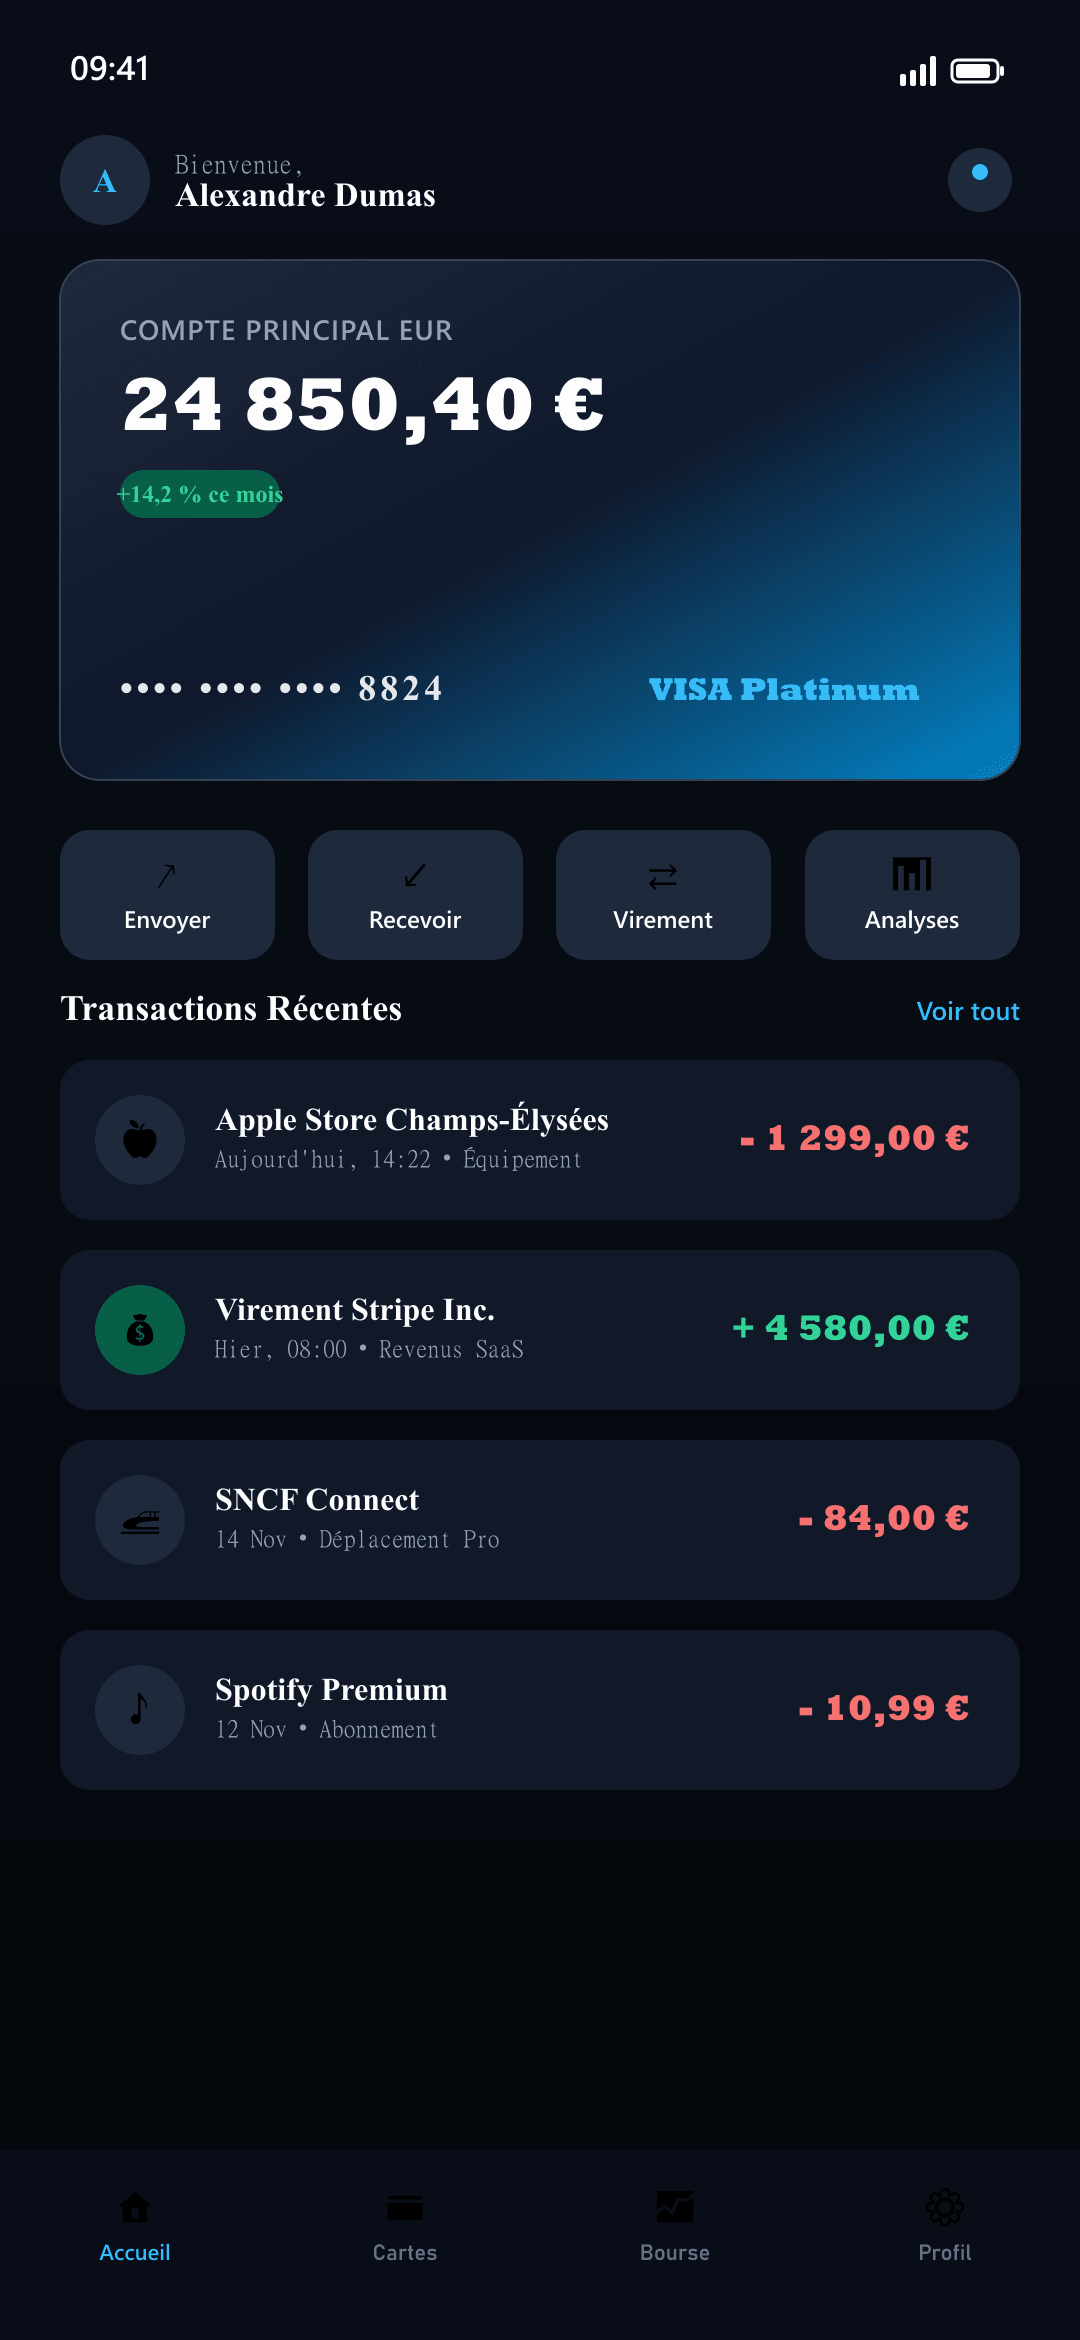 09:41
A
Bienvenue,
Alexandre Dumas
COMPTE PRINCIPAL EUR
24 850,40 €
+14,2 % ce mois
•••• •••• •••• 8824
VISA Platinum
Envoyer
Recevoir
Virement
Analyses
Transactions Récentes
Voir tout
Apple Store Champs-Élysées
- 1 299,00 €
Aujourd'hui, 14:22 • Équipement
Virement Stripe Inc.
+ 4 580,00 €
Hier, 08:00 • Revenus SaaS
SNCF Connect
- 84,00 €
14 Nov • Déplacement Pro
Spotify Premium
- 10,99 €
12 Nov • Abonnement
Accueil
Cartes
Bourse
Profil